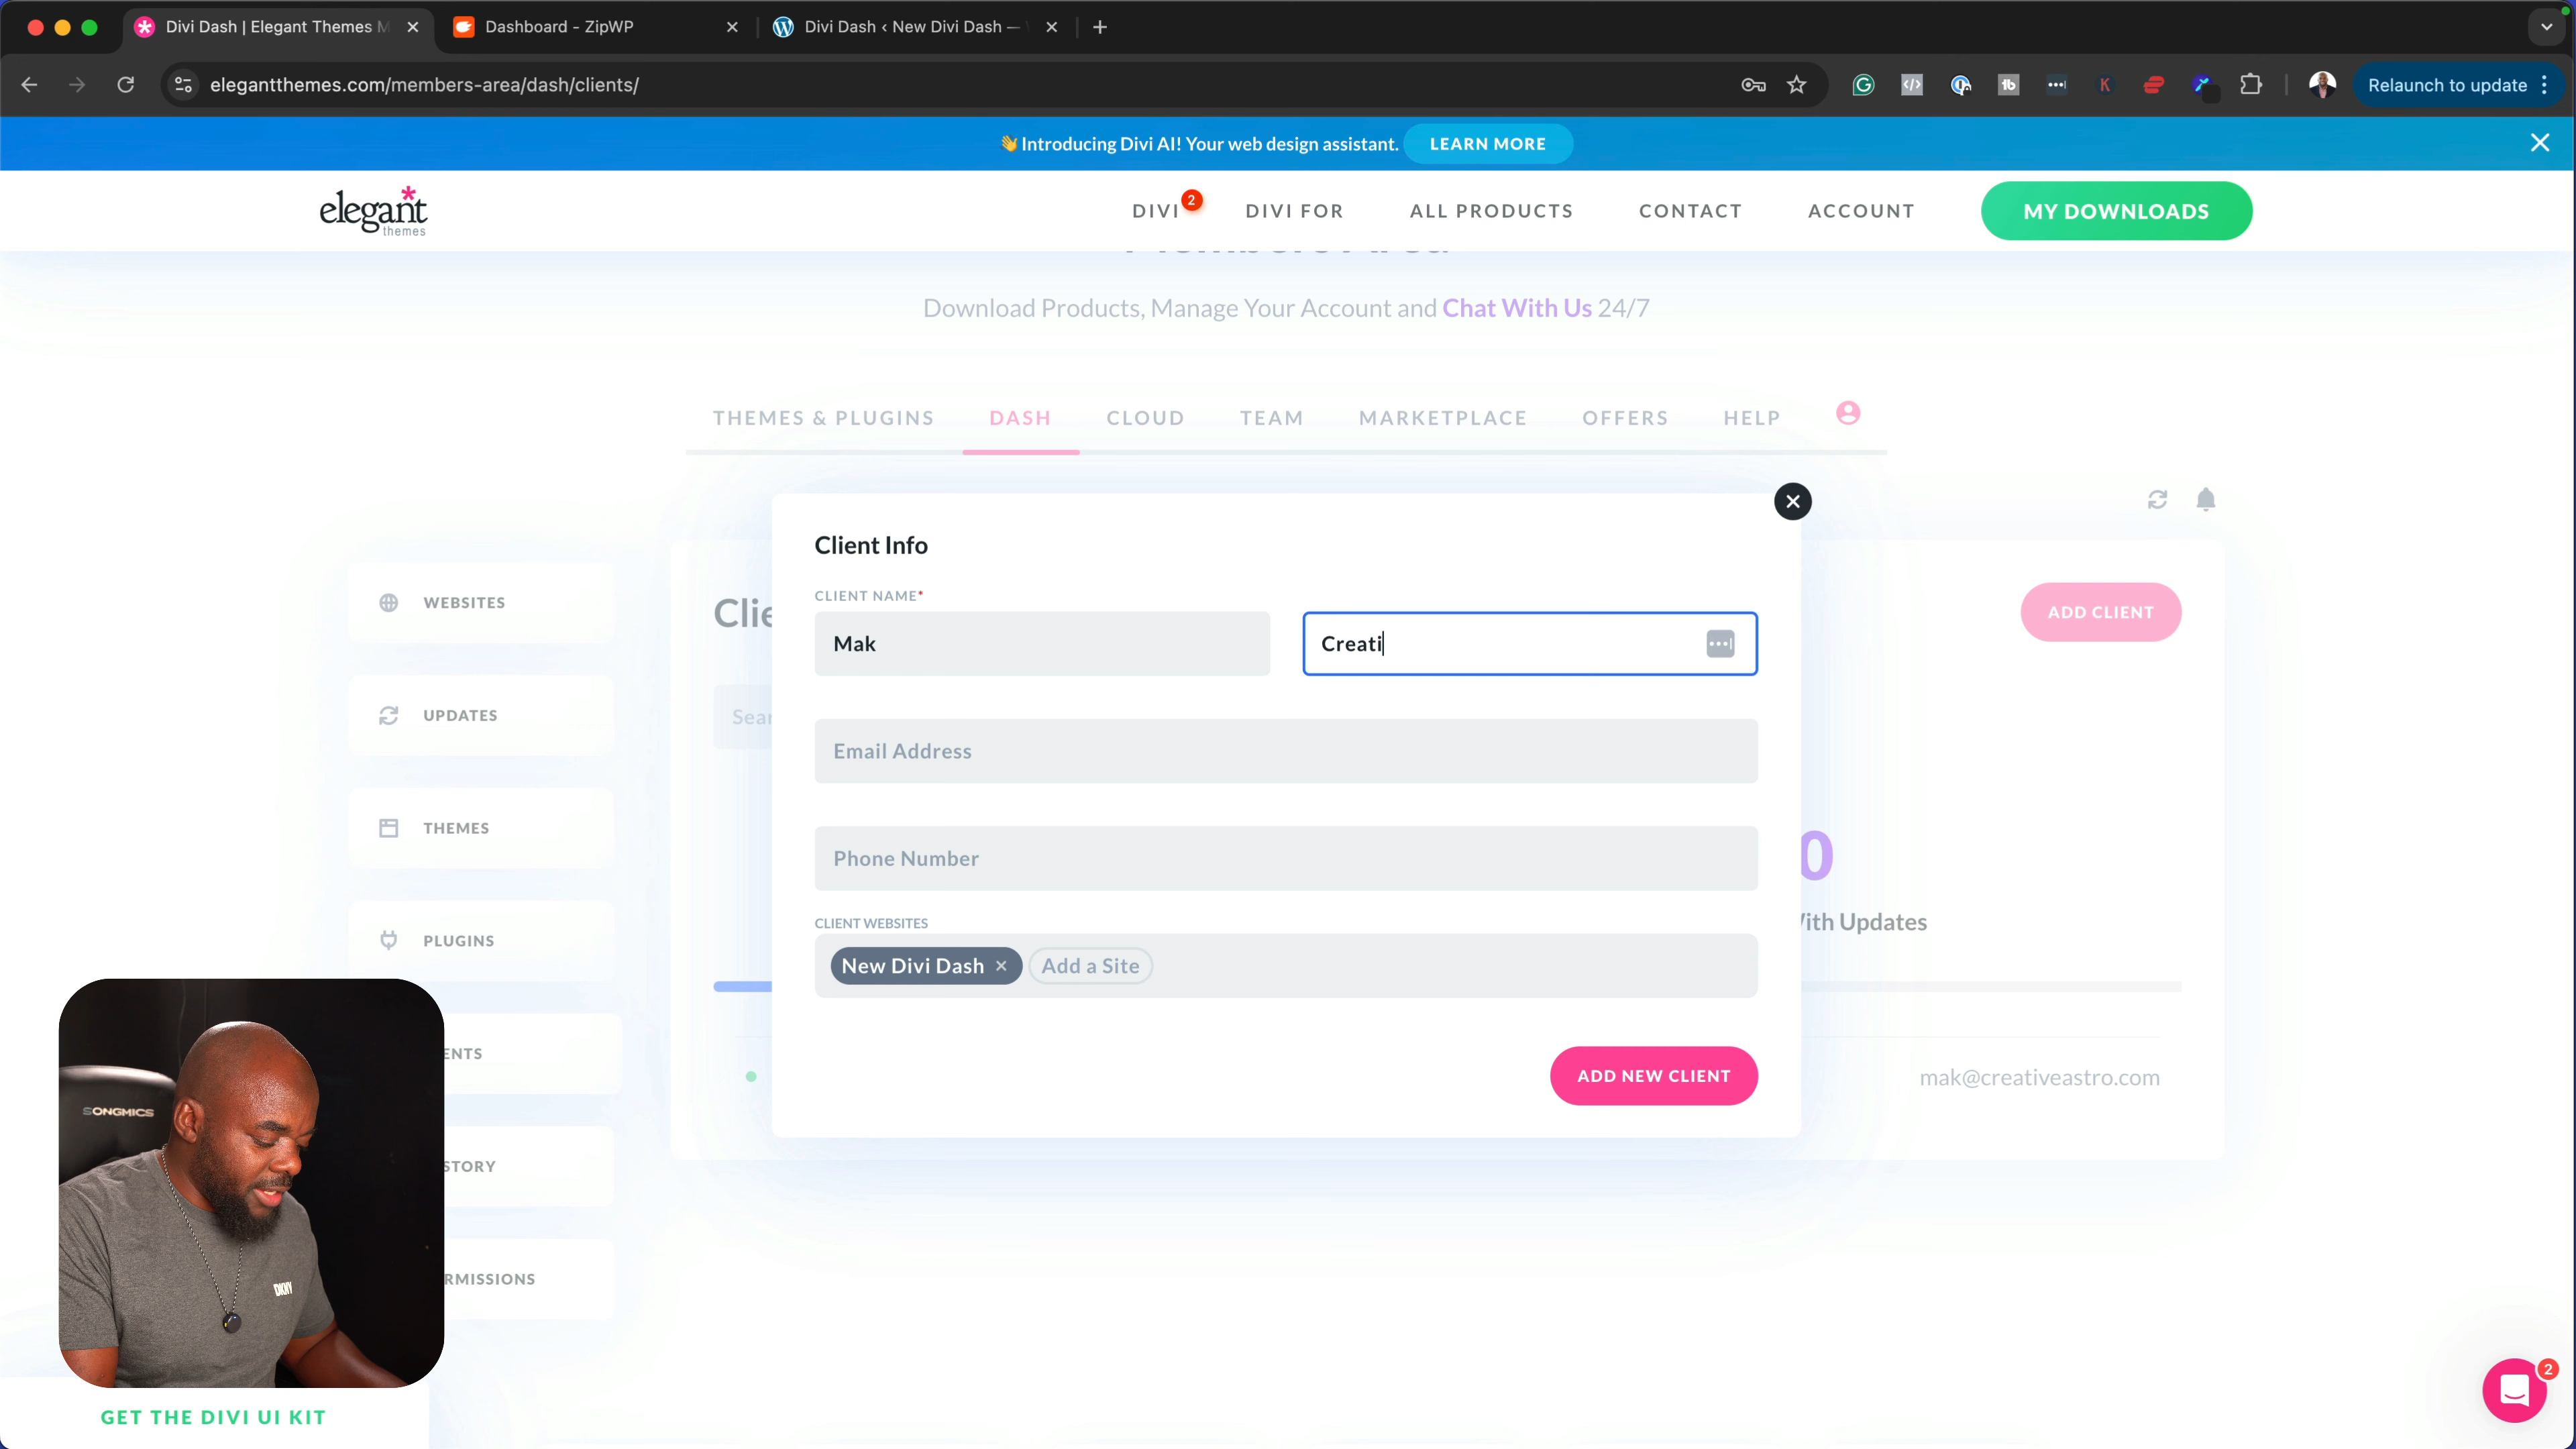 Divi Dash | Elegant Themes M
Dashboard - ZipWP
Divi Dash ‹ New Divi Dash —
elegantthemes.com/members-area/dash/clients/
Relaunch to update
👋 Introducing Divi AI! Your web design assistant.
LEARN MORE
elegant
themes
DIVI
2
DIVI FOR
ALL PRODUCTS
CONTACT
ACCOUNT
MY DOWNLOADS
Members Area
Download Products, Manage Your Account and Chat With Us 24/7
THEMES & PLUGINS
DASH
CLOUD
TEAM
MARKETPLACE
OFFERS
HELP
Client Info
CLIENT NAME*
WEBSITES
Clie
ADD CLIENT
Mak
Creati
UPDATES
Sear
Email Address
THEMES
Phone Number
0
CLIENT WEBSITES
With Updates
PLUGINS
New Divi Dash ×
Add a Site
ENTS
ADD NEW CLIENT
mak@creativeastro.com
SONGMICS
STORY
RMISSIONS
DKNY
2
GET THE DIVI UI KIT